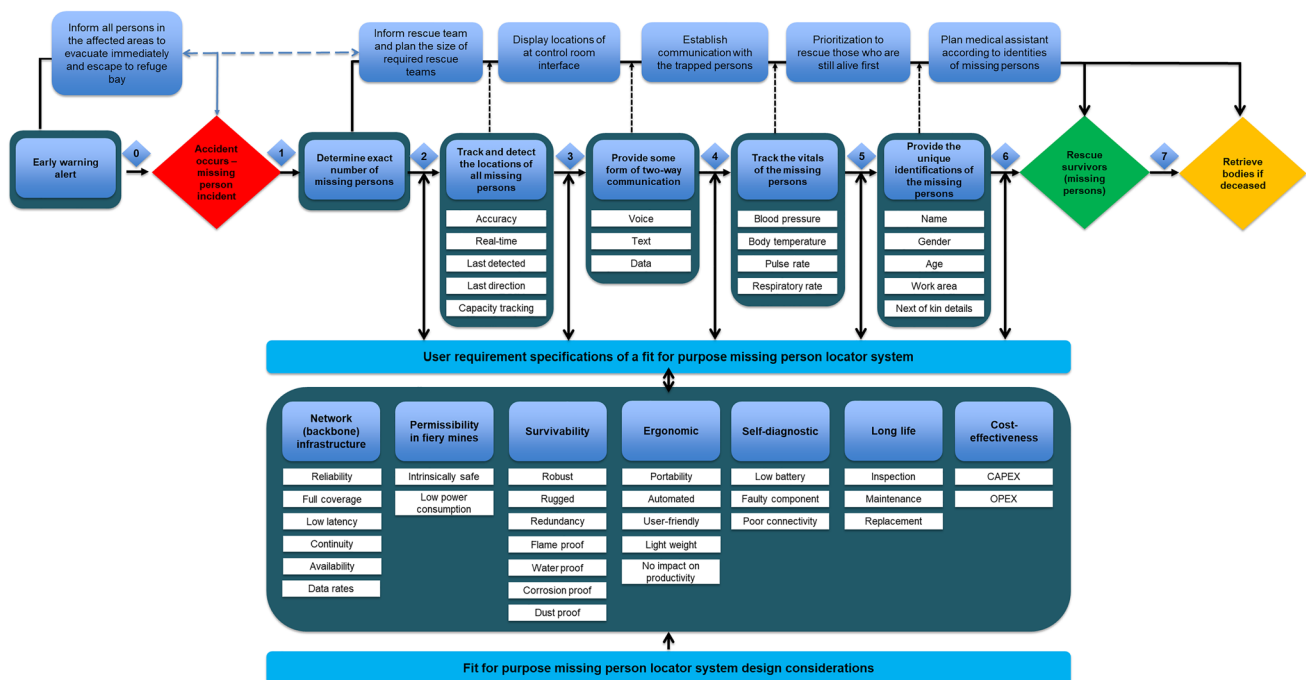 Inform all persons in
the affected areas to
evacuate immediately
and escape to refuge
bay
Inform rescue team
and plan the size of
required rescue
teams
Display locations of
at control room
interface
Establish
communication with
the trapped persons
Prioritization to
rescue those who are
still alive first
Plan medical assistant
according to identities
of missing persons
Early warning
alert
0
Accident
occurs –
missing
person
incident
1
Determine exact
number of missing
persons
2
Track and detect
the locations of
all missing
persons
Accuracy
Real-time
Last detected
Last direction
Capacity tracking
3
Provide some
form of two-way
communication
Voice
Text
Data
4
Track the vitals
of the missing
persons
Blood pressure
Body temperature
Pulse rate
Respiratory rate
5
Provide the
unique
identifications
of the missing
persons
Name
Gender
Age
Work area
Next of kin details
6
Rescue
survivors
(missing
persons)
7
Retrieve
bodies if
deceased
User requirement specifications of a fit for purpose missing person locator system
Network
(backbone)
infrastructure
Reliability
Full coverage
Low latency
Continuity
Availability
Data rates
Permissibility
in fiery mines
Intrinsically safe
Low power
consumption
Survivability
Robust
Rugged
Redundancy
Flame proof
Water proof
Corrosion proof
Dust proof
Ergonomic
Portability
Automated
User-friendly
Light weight
No impact on
productivity
Self-diagnostic
Low battery
Faulty component
Poor connectivity
Long life
Inspection
Maintenance
Replacement
Cost-
effectiveness
CAPEX
OPEX
Fit for purpose missing person locator system design considerations